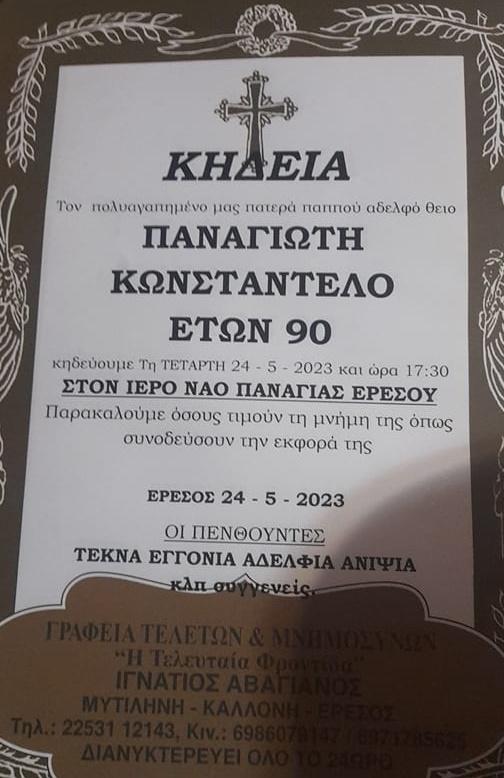 ΚΗΔΕΙΑ
Τον πολυαγαπημένο μας πατερά παππού αδελφό θειο
ΠΑΝΑΓΙΩΤΗ
ΚΩΝΣΤΑΝΤΕΛΟ
ΕΤΩΝ 90
κηδεύουμε Τη ΤΕΤΑΡΤΗ 24 - 5 - 2023 και ώρα 17:30
ΣΤΟΝ ΙΕΡΟ ΝΑΟ ΠΑΝΑΓΙΑΣ ΕΡΕΣΟΥ
Παρακαλούμε όσους τιμούν τη μνήμη της όπως
συνοδεύσουν την εκφορά της
ΕΡΕΣΟΣ 24 - 5 - 2023
ΟΙ ΠΕΝΘΟΥΝΤΕΣ
ΤΕΚΝΑ ΕΓΓΟΝΙΑ ΑΔΕΛΦΙΑ ΑΝΙΨΙΑ
κλπ συγγενείς.
ΓΡΑΦΕΙΑ ΤΕΛΕΤΩΝ & ΜΝΗΜΟΣΥΝΩΝ
“Η Τελευταία Φροντίδα”
ΙΓΝΑΤΙΟΣ ΑΒΑΓΙΑΝΟΣ
ΜΥΤΙΛΗΝΗ - ΚΑΛΛΟΝΗ - ΕΡΕΣΟΣ
Τηλ.: 22531 12143, Κιν.:
ΔΙΑΝΥΚΤΕΡΕΥΕΙ ΟΛΟ ΤΟ 24ΩΡΟ